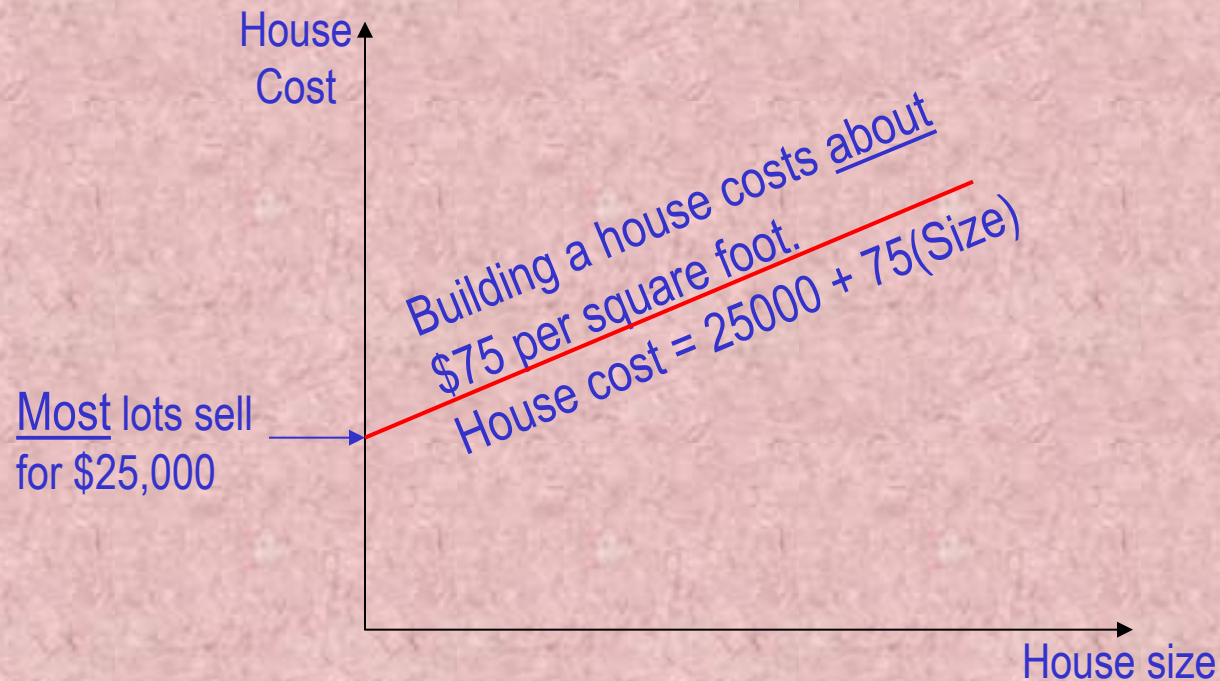 House
Cost
Building a house costs about
$75 per square foot.
House cost = 25000 + 75(Size)
Most lots sell
for $25,000
House size